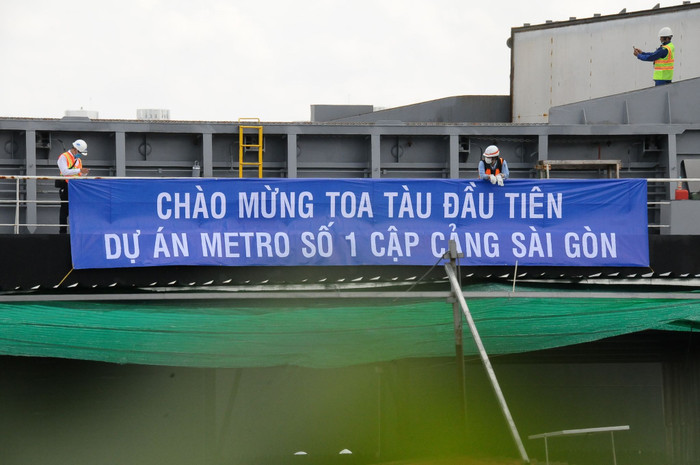 CHÀO MỪNG TOA TÀU ĐẦU TIÊN
DỰ ÁN METRO SỐ 1 CẬP CẢNG SÀI GÒN